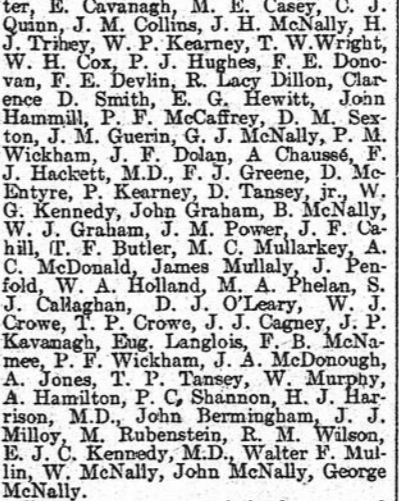 ter, E. Cavanagh, M. E. Casey, C. J.
Quinn, J. M. Collins, J. H. McNally, H.
J. Trihey, W. P. Kearney, T. W. Wright,
W. H. Cox, P. J. Hughes, F. E. Dono-
van, F. E. Devlin, R. Lacy Dillon, Clar-
ence D. Smith, E. G. Hewitt, John
Hammill, P. F. McCaffrey, D. M. Sex-
ton, J. M. Guerin, G. J. McNally, P. M.
Wickham, J. F. Dolan, A Chaussé, F.
J. Hackett, M.D., F. J. Greene, D. Mc-
Entyre, P. Kearney, D. Tansey, jr., W.
G. Kennedy, John Graham, B. McNally,
W. J. Graham, J. M. Power, J. F. Ca-
hill, T. F. Butler, M. C. Mullarkey, A.
C. McDonald, James Mullaly, J. Pen-
fold, W. A. Holland, M. A. Phelan, S.
J. Callaghan, D. J. O'Leary, W. J.
Crowe, T. P. Crowe, J. J. Cagney, J. P.
Kavanagh, Eug. Langlois, F. B. McNa-
mee, P. F. Wickham, J. A. McDonough,
A. Jones, T. P. Tansey, W. Murphy,
A. Hamilton, P. C. Shannon, H. J. Har-
rison, M.D., John Bermingham, J. J.
Milloy, M. Rubenstein, R. M. Wilson,
E. J. C. Kennedy, M.D., Walter F. Mul-
lin, W. McNally, John McNally, George
McNally.